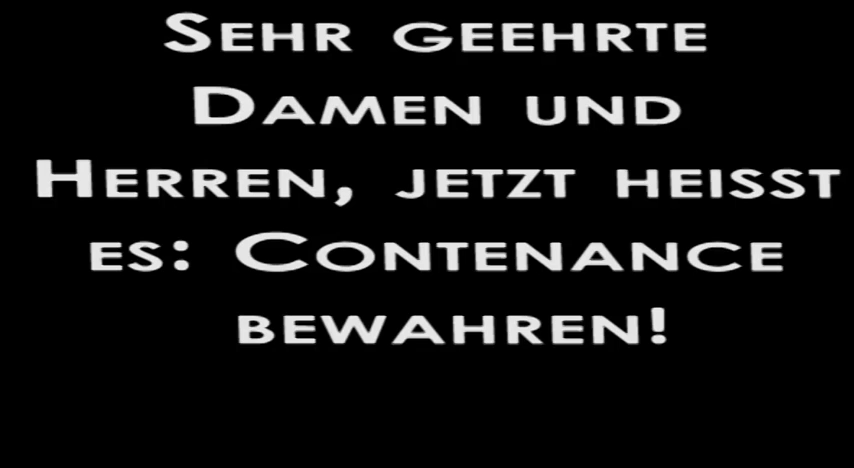 Sehr geehrte
Damen und
Herren, jetzt heisst
es: Contenance
bewahren!